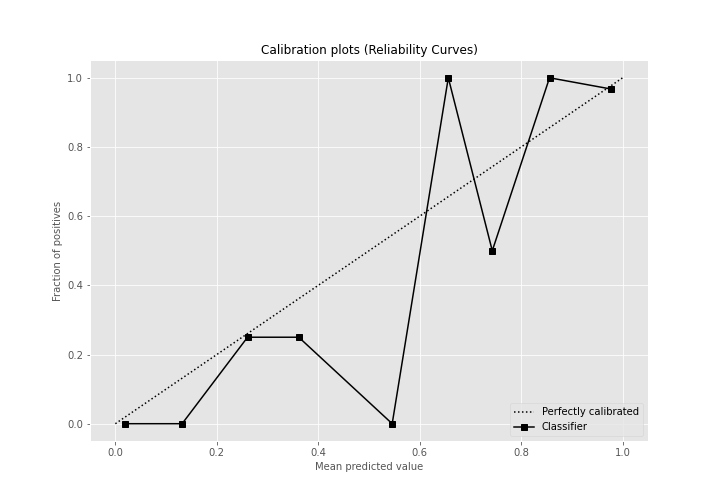 Calibration plots (Reliability Curves)
1.0
0.8
0.6
0.4
0.2
0.0
Fraction of positives
0.0 0.2 0.4 0.6 0.8 1.0
Mean predicted value
Perfectly calibrated
Classifier